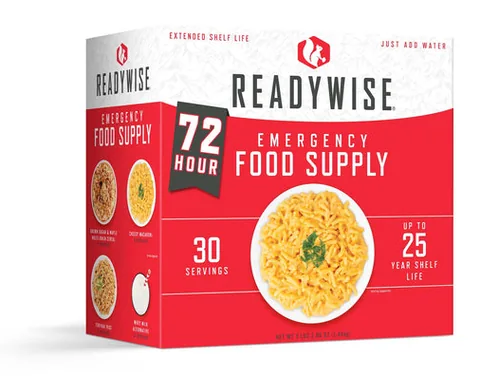 EXTENDED SHELF LIFE
JUST ADD WATER
READYWISE
EMERGENCY
FOOD SUPPLY
72
HOUR
EMERGENCY
FOOD SUPPLY
30
SERVINGS
UP TO
25
YEAR SHELF
LIFE
READYWISE